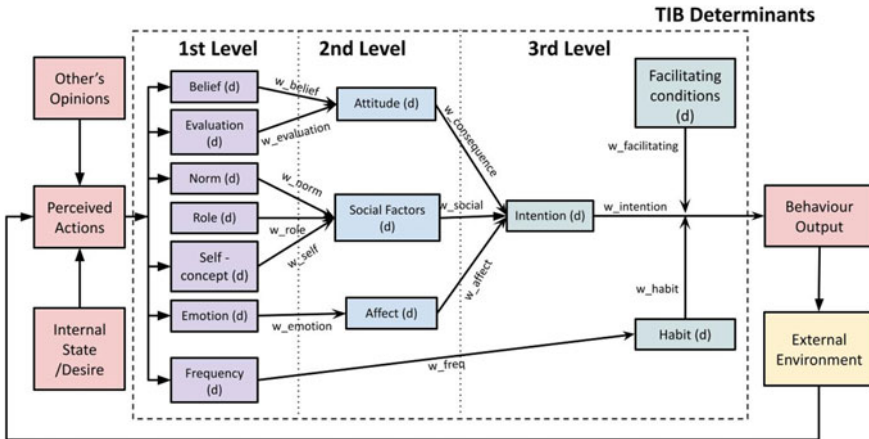 TIB Determinants
1st Level
2nd Level
3rd Level
Other's
Opinions
Perceived
Actions
Internal
State
/Desire
Belief (d)
Evaluation
(d)
Norm (d)
Role (d)
Self -
concept (d)
Emotion (d)
Frequency
(d)
w_belief
w_evaluation
w_norm
w_role
w_self
w_emotion
w_freq
Attitude (d)
Social Factors
(d)
Affect (d)
w_consequence
w_social
w_affect
Intention (d)
Facilitating
conditions
(d)
w_facilitating
w_intention
w_habit
Habit (d)
Behaviour
Output
External
Environment